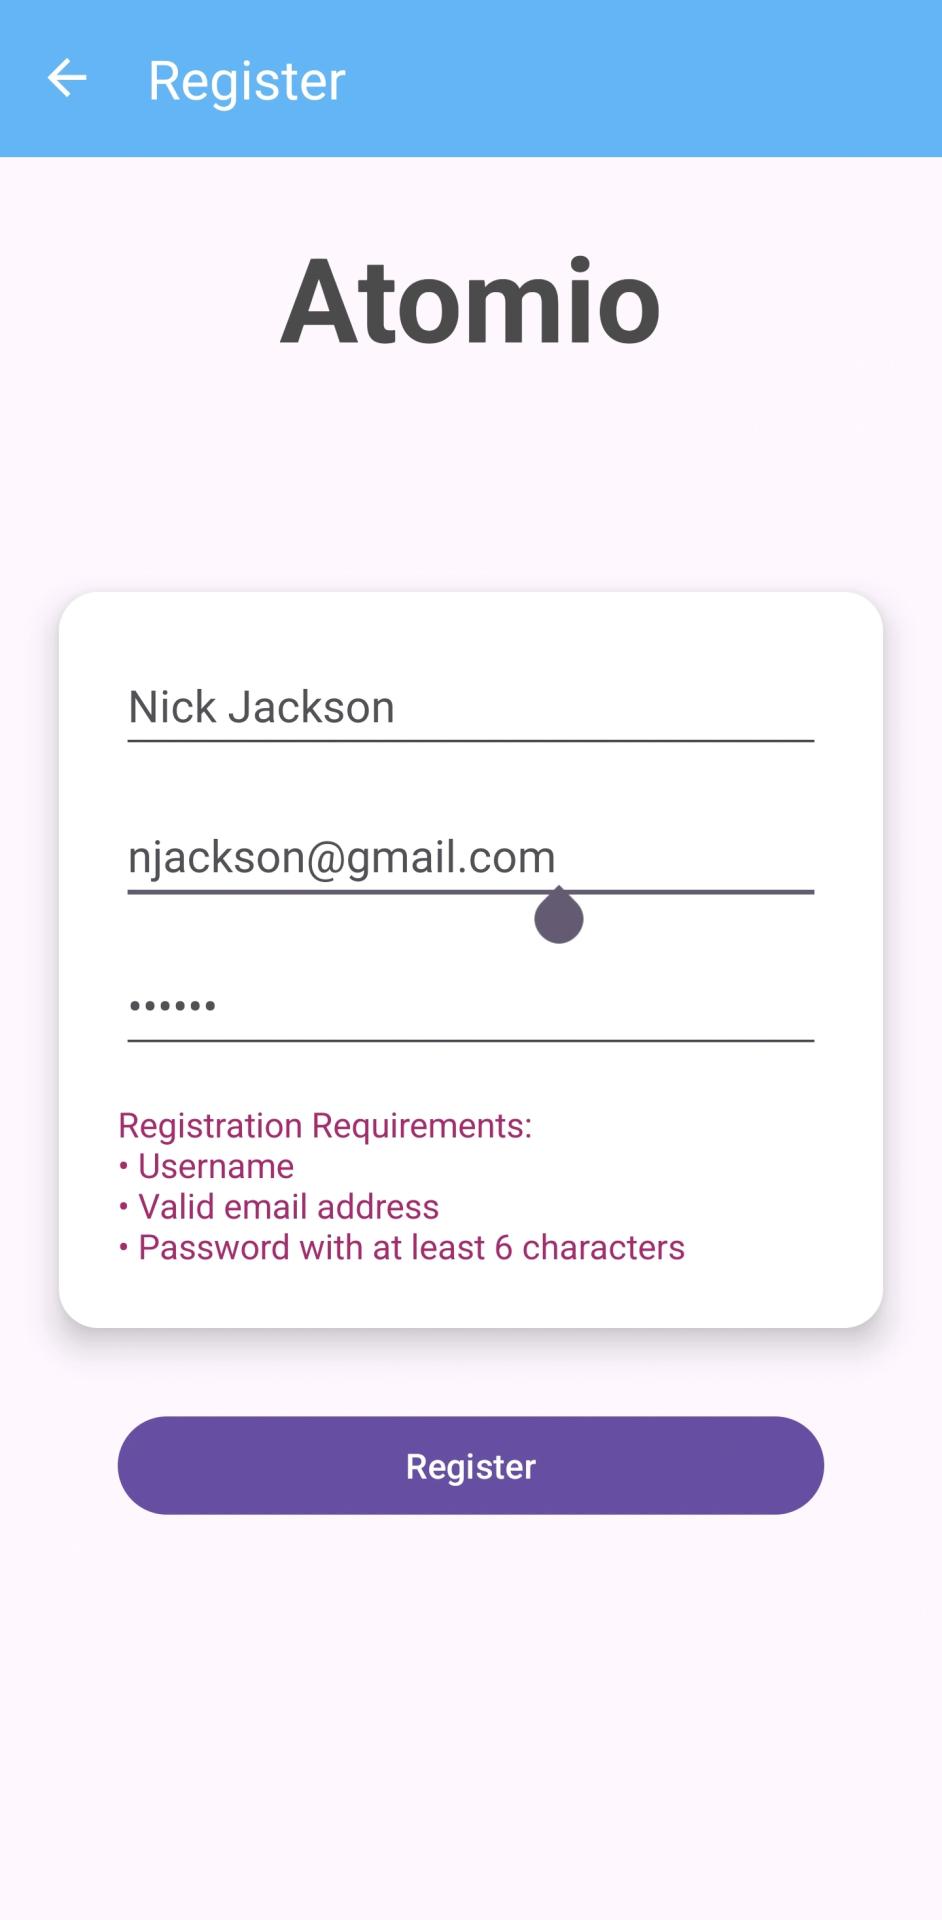 Register
Atomio
Nick Jackson
njackson@gmail.com
••••••
Registration Requirements:
• Username
• Valid email address
• Password with at least 6 characters
Register